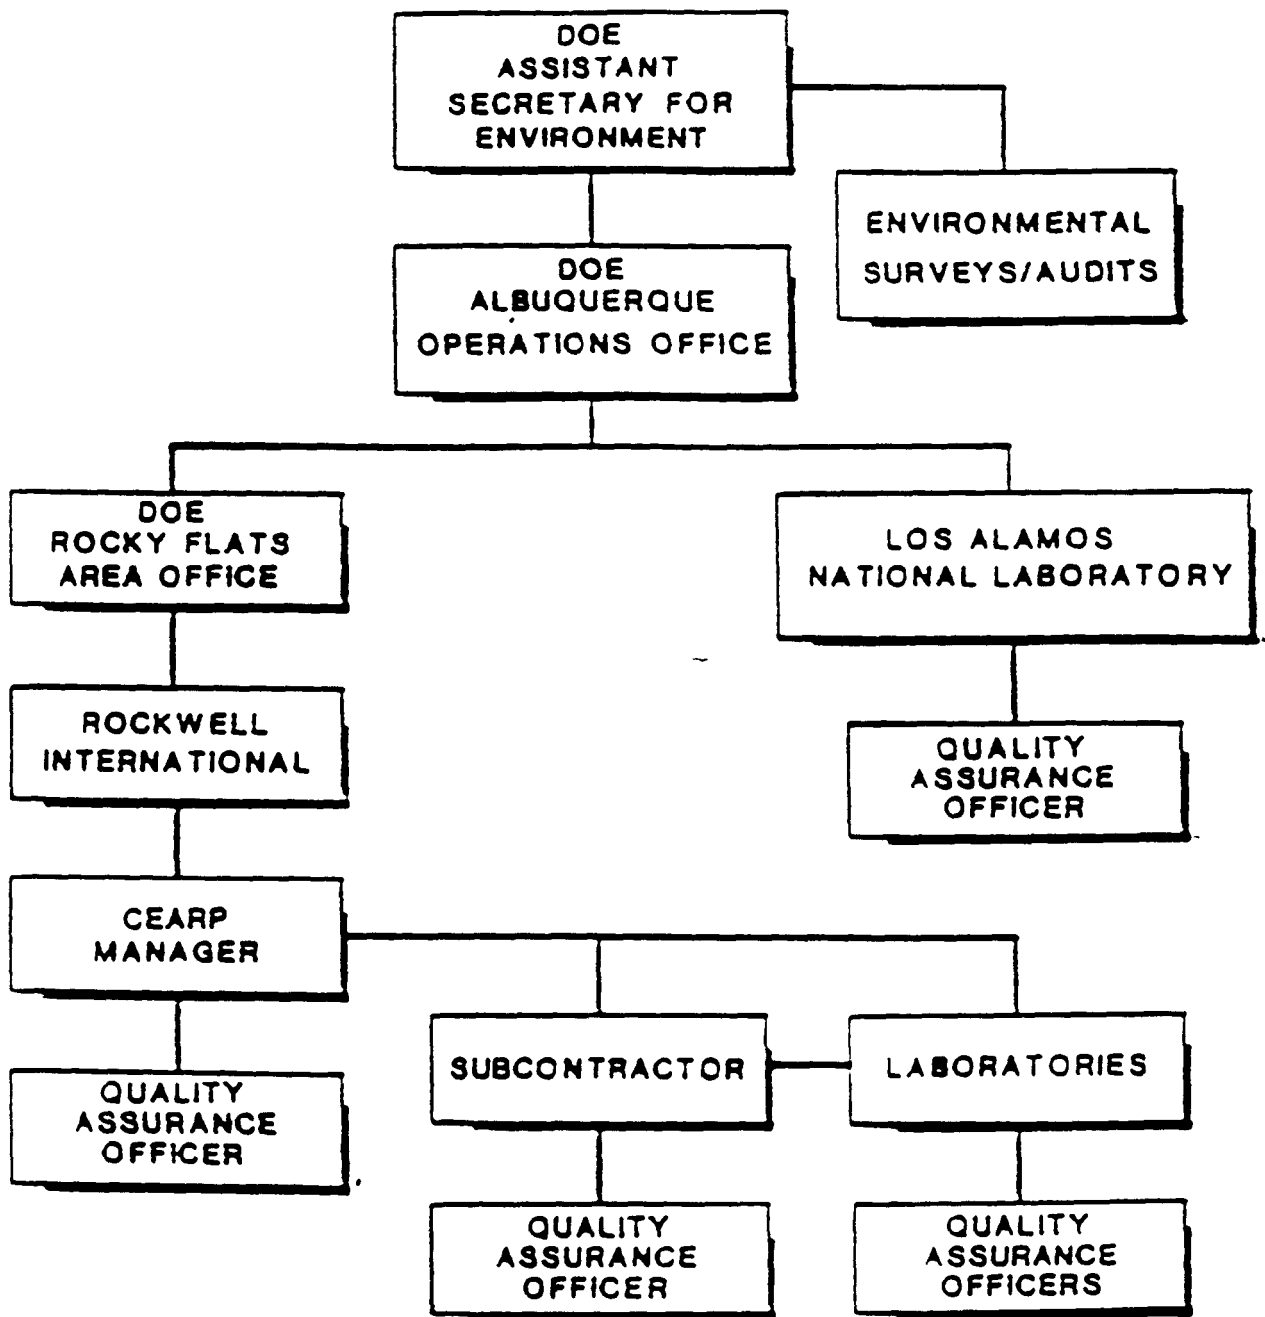 DOE
ASSISTANT
SECRETARY FOR
ENVIRONMENT
ENVIRONMENTAL
SURVEYS/AUDITS
DOE
ALBUQUERQUE
OPERATIONS OFFICE
DOE
ROCKY FLATS
AREA OFFICE
LOS ALAMOS
NATIONAL LABORATORY
ROCKWELL
INTERNATIONAL
QUALITY
ASSURANCE
OFFICER
CEARP
MANAGER
SUBCONTRACTOR
LABORATORIES
QUALITY
ASSURANCE
OFFICER
QUALITY
ASSURANCE
OFFICER
QUALITY
ASSURANCE
OFFICERS